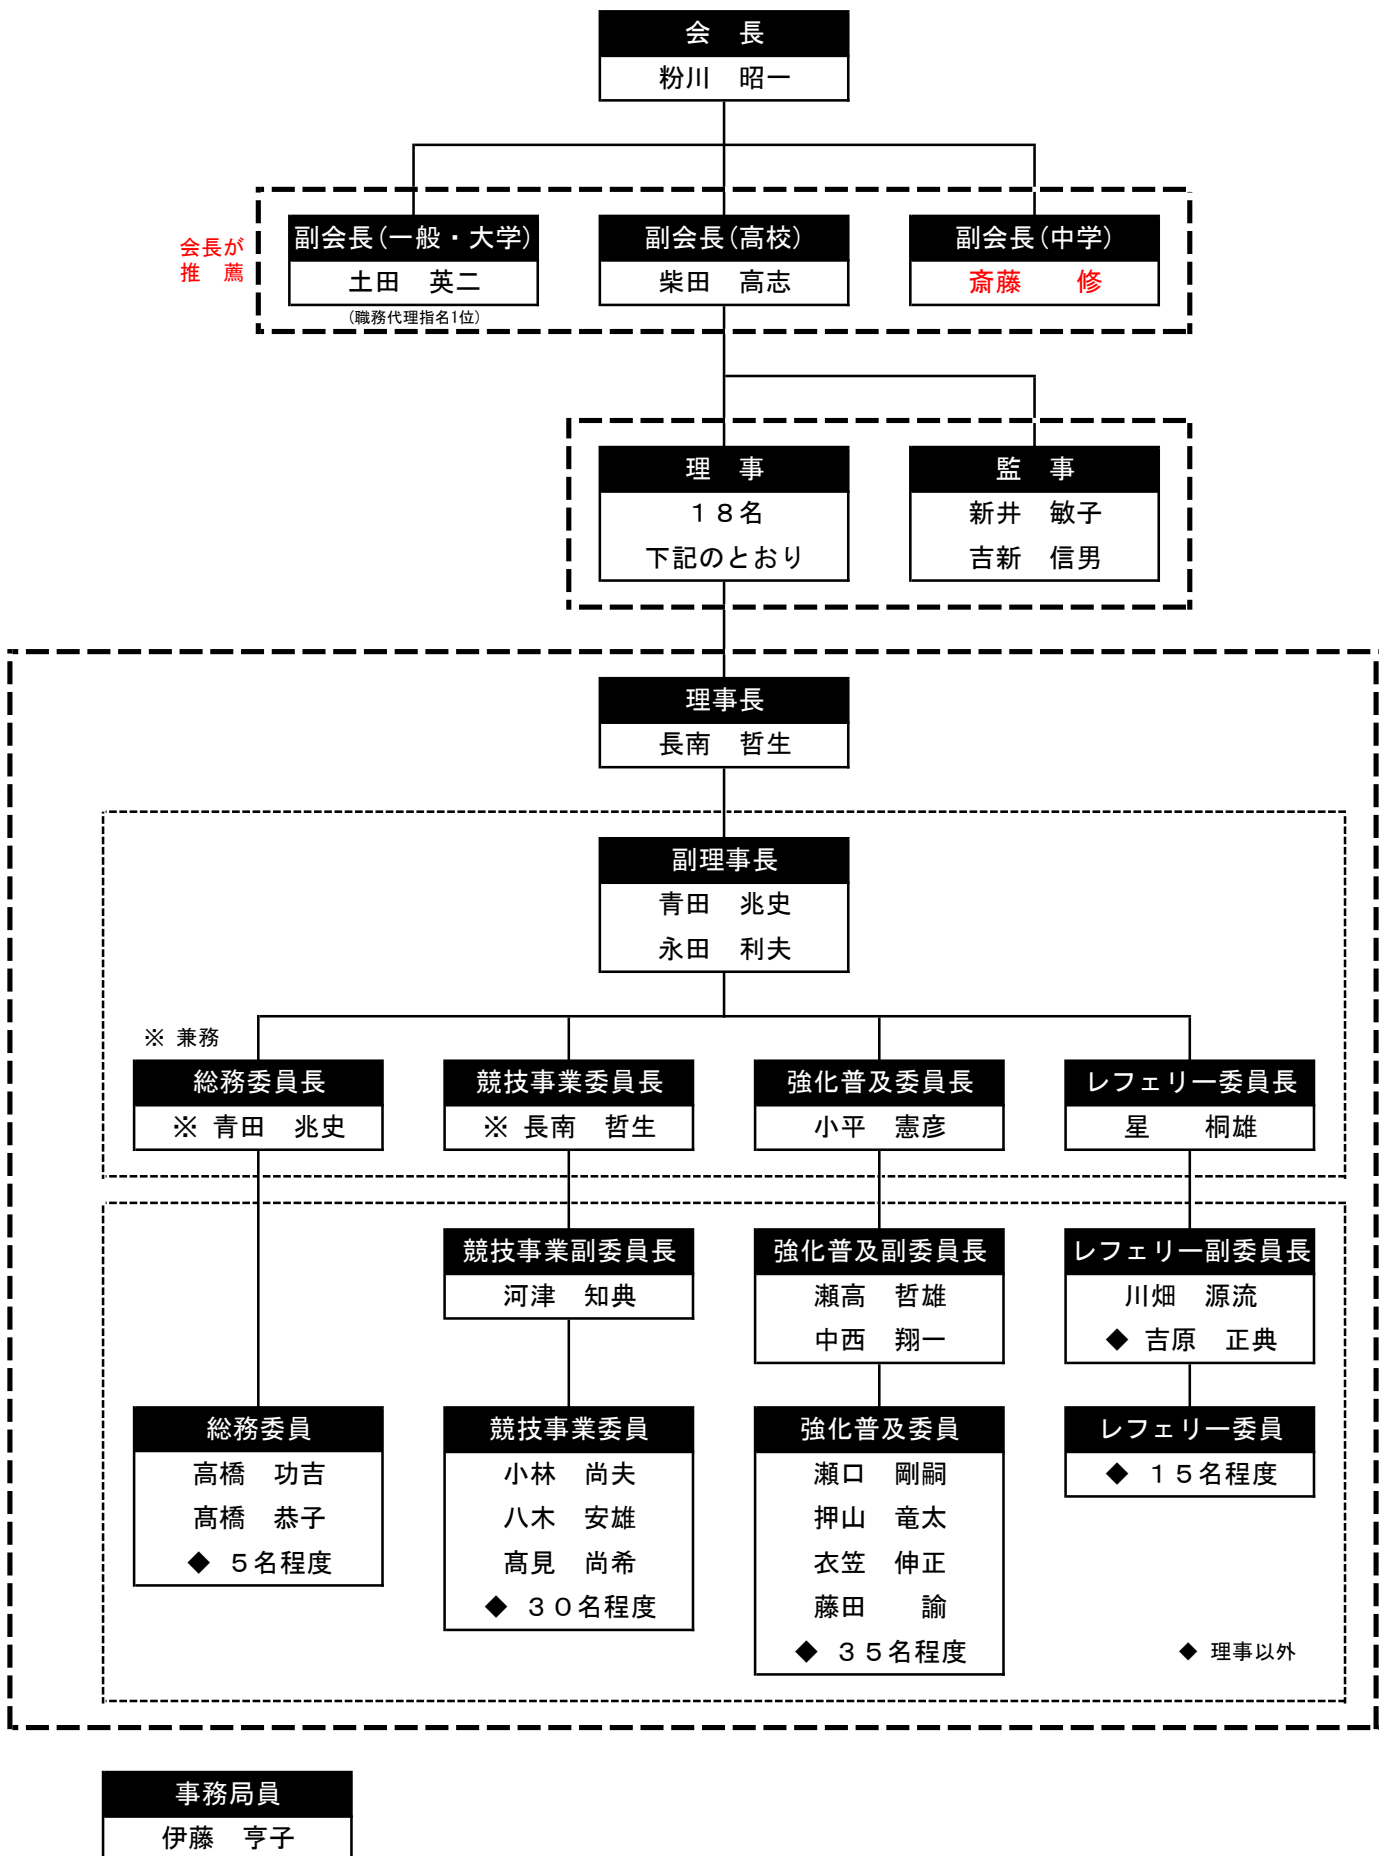 会　長
粉川　昭一
会長が
推　薦
副会長(一般・大学)
土田　英二
(職務代理指名1位)
副会長(高校)
柴田　高志
副会長(中学)
斎藤　　修
理　事
１８名
下記のとおり
監　事
新井　敏子
吉新　信男
理事長
長南　哲生
副理事長
青田　兆史
永田　利夫
※ 兼務
総務委員長
※ 青田　兆史
競技事業委員長
※ 長南　哲生
強化普及委員長
小平　憲彦
レフェリー委員長
星　　桐雄
競技事業副委員長
河津　知典
強化普及副委員長
瀬高　哲雄
中西　翔一
レフェリー副委員長
川畑　源流
◆ 吉原　正典
総務委員
高橋　功吉
髙橋　恭子
◆ ５名程度
競技事業委員
小林　尚夫
八木　安雄
髙見　尚希
◆ ３０名程度
強化普及委員
瀬口　剛嗣
押山　竜太
衣笠　伸正
藤田　　諭
◆ ３５名程度
レフェリー委員
◆ １５名程度
◆ 理事以外
事務局員
伊藤　亨子